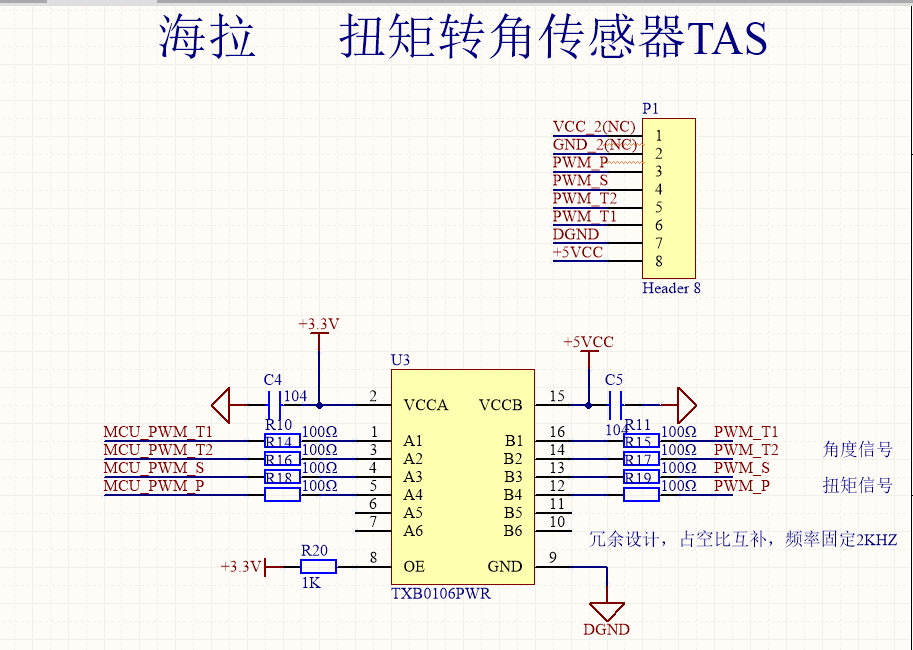 海拉 扭矩转角传感器TAS
P1
VCC_2(NC) 1
GND_2(NC) 2
PWM_P 3
PWM_S 4
PWM_T2 5
PWM_T1 6
DGND 7
+5VCC 8
Header 8
+3.3V
+5VCC
U3
C4 104
C5 104
2 VCCA VCCB 15
MCU_PWM_T1 R10 100Ω 1 A1 B1 16 R11 100Ω PWM_T1
MCU_PWM_T2 R14 100Ω 3 A2 B2 14 R15 100Ω PWM_T2
角度信号
MCU_PWM_S R16 100Ω 4 A3 B3 13 R17 100Ω PWM_S
MCU_PWM_P R18 100Ω 5 A4 B4 12 R19 100Ω PWM_P
扭矩信号
6 A5 B5 11
7 A6 B6 10
冗余设计，占空比互补，频率固定2KHZ
+3.3V R20 1K 8 OE GND 9
TXB0106PWR
DGND